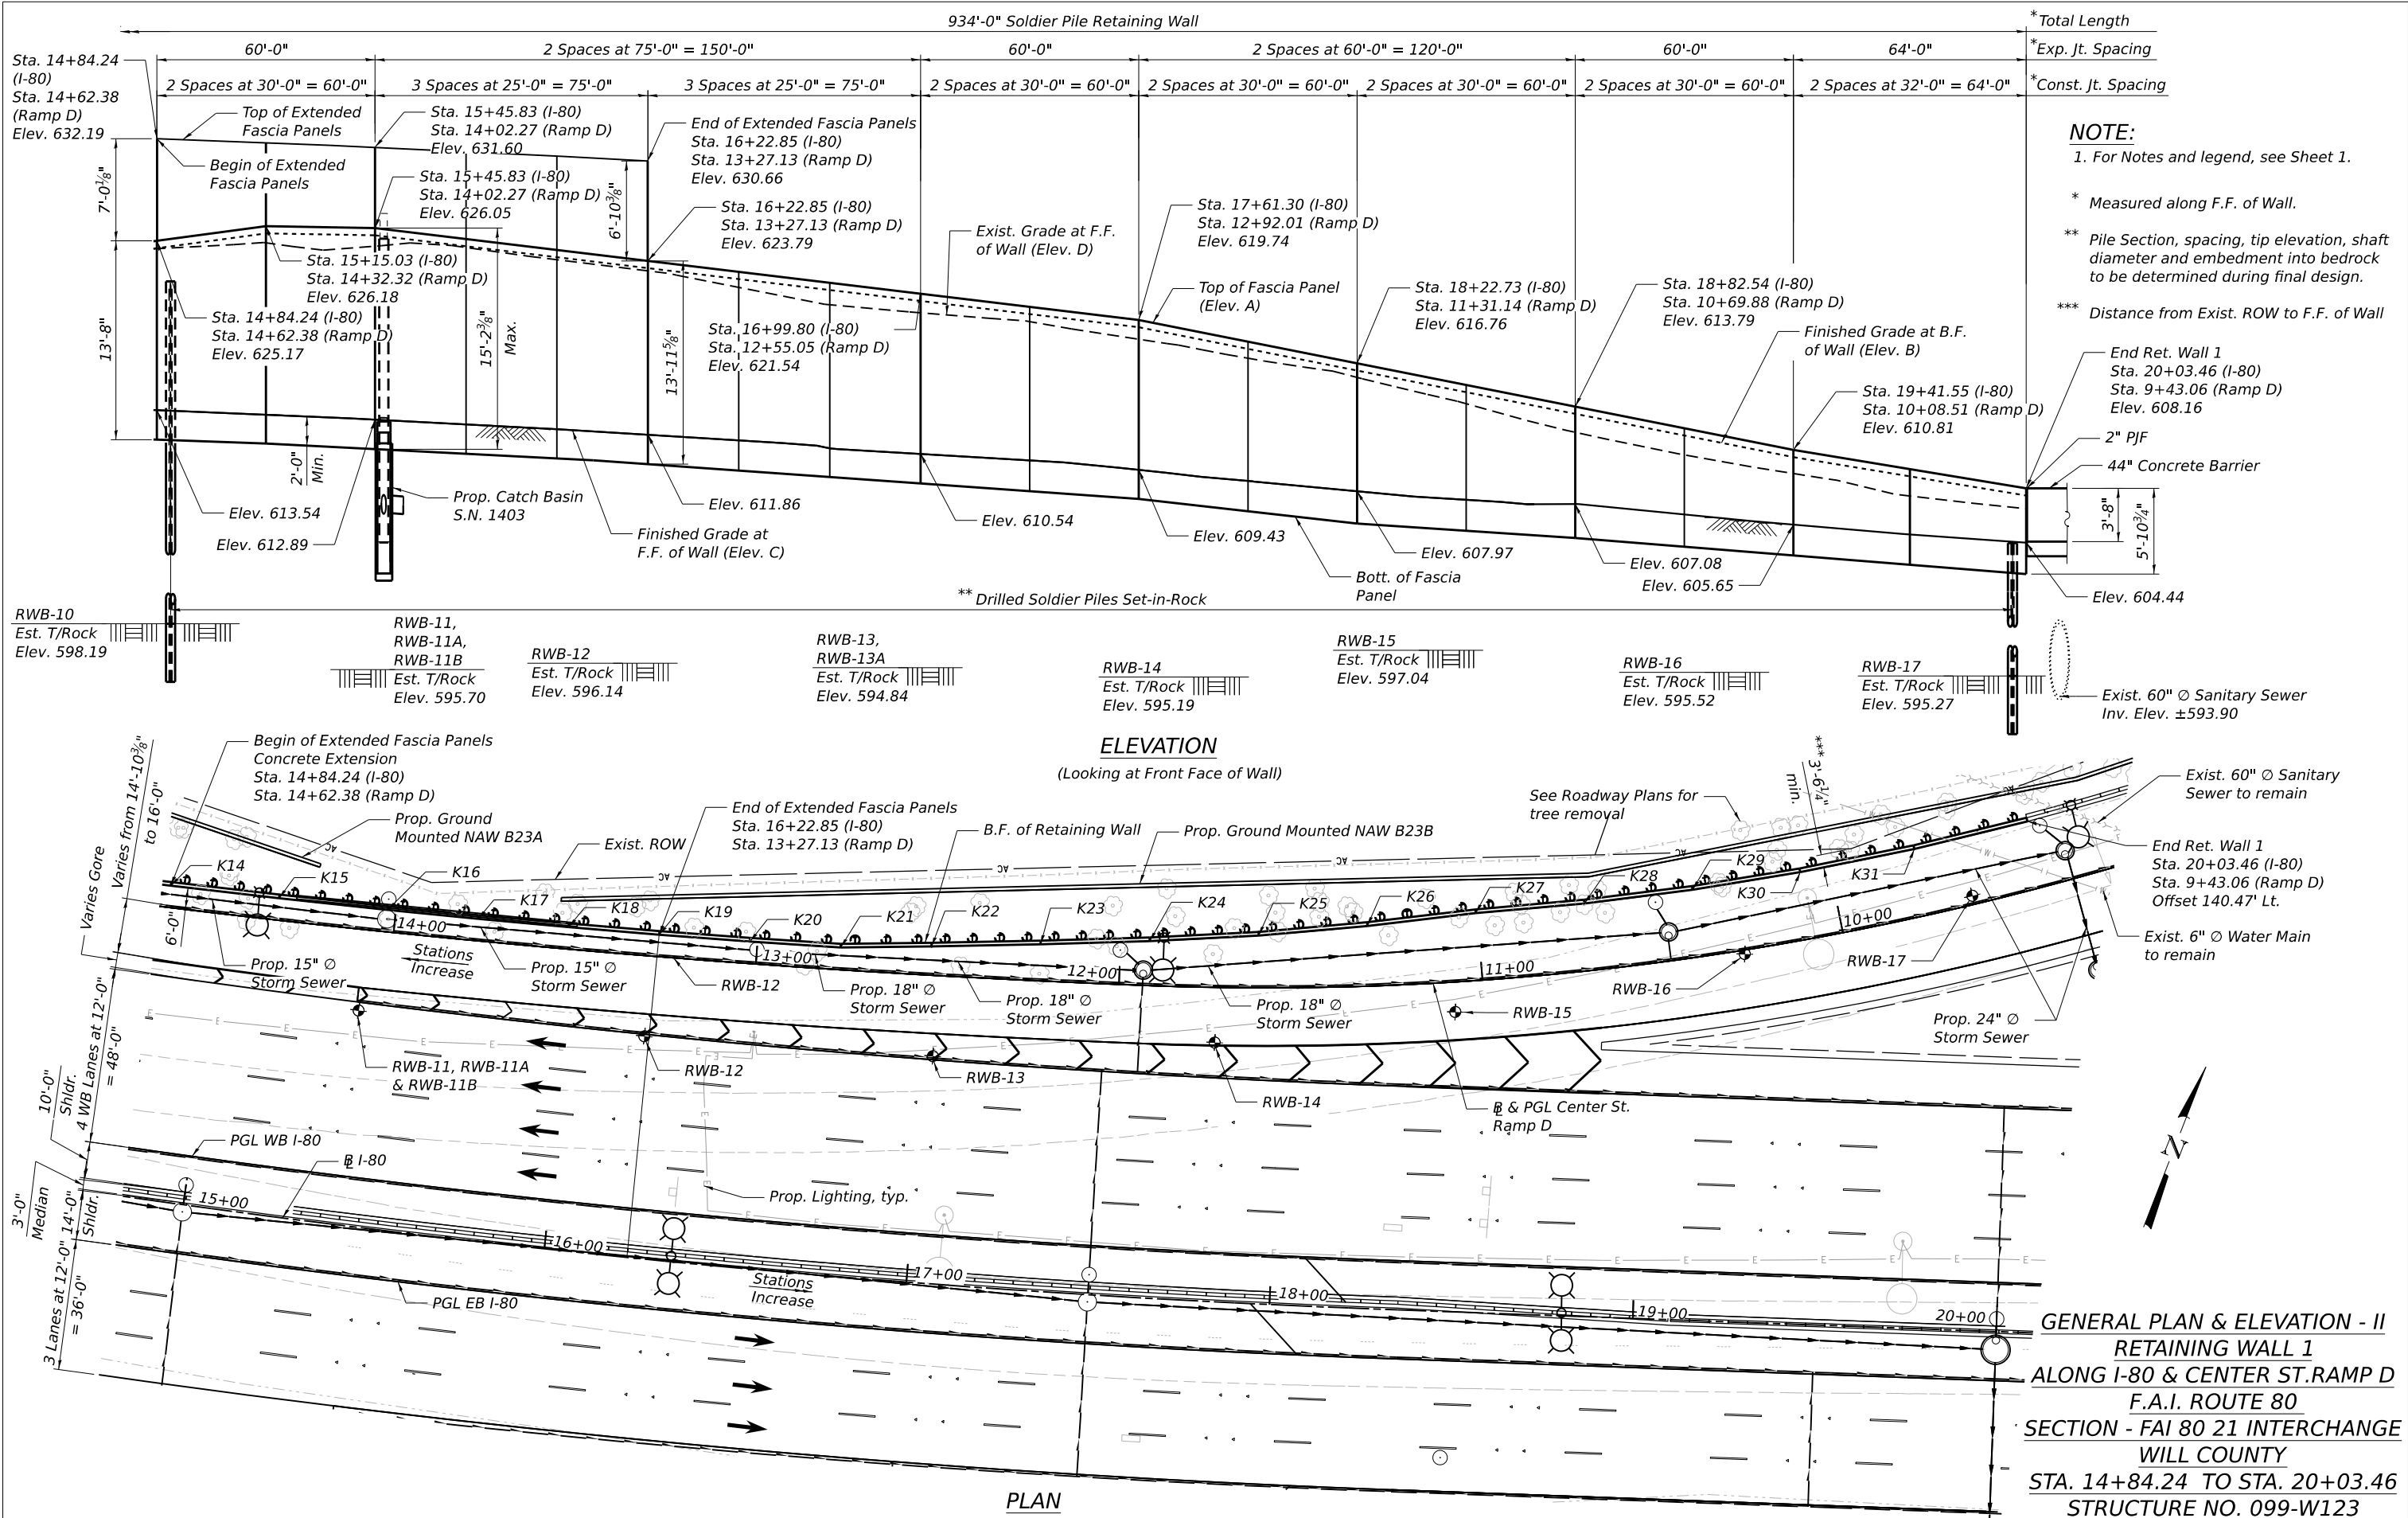 934'-0" Soldier Pile Retaining Wall
*Total Length
60'-0"
2 Spaces at 75'-0" = 150'-0"
60'-0"
2 Spaces at 60'-0" = 120'-0"
60'-0"
64'-0"
*Exp. Jt. Spacing
2 Spaces at 30'-0" = 60'-0"
3 Spaces at 25'-0" = 75'-0"
3 Spaces at 25'-0" = 75'-0"
2 Spaces at 30'-0" = 60'-0"
2 Spaces at 30'-0" = 60'-0"
2 Spaces at 30'-0" = 60'-0"
2 Spaces at 30'-0" = 60'-0"
2 Spaces at 32'-0" = 64'-0"
*Const. Jt. Spacing
Sta. 14+84.24
(I-80)
Sta. 14+62.38
(Ramp D)
Elev. 632.19
Top of Extended
Fascia Panels
Begin of Extended
Fascia Panels
Sta. 15+45.83 (I-80)
Sta. 14+02.27 (Ramp D)
Elev. 631.60
Sta. 15+45.83 (I-80)
Sta. 14+02.27 (Ramp D)
Elev. 626.05
End of Extended Fascia Panels
Sta. 16+22.85 (I-80)
Sta. 13+27.13 (Ramp D)
Elev. 630.66
Sta. 16+22.85 (I-80)
Sta. 13+27.13 (Ramp D)
Elev. 623.79
Exist. Grade at F.F.
of Wall (Elev. D)
Sta. 17+61.30 (I-80)
Sta. 12+92.01 (Ramp D)
Elev. 619.74
Top of Fascia Panel
(Elev. A)
Sta. 18+22.73 (I-80)
Sta. 11+31.14 (Ramp D)
Elev. 616.76
Sta. 18+82.54 (I-80)
Sta. 10+69.88 (Ramp D)
Elev. 613.79
Finished Grade at B.F.
of Wall (Elev. B)
Sta. 19+41.55 (I-80)
Sta. 10+08.51 (Ramp D)
Elev. 610.81
End Ret. Wall 1
Sta. 20+03.46 (I-80)
Sta. 9+43.06 (Ramp D)
Elev. 608.16
2" PJF
44" Concrete Barrier
NOTE:
1. For Notes and legend, see Sheet 1.
* Measured along F.F. of Wall.
** Pile Section, spacing, tip elevation, shaft
diameter and embedment into bedrock
to be determined during final design.
*** Distance from Exist. ROW to F.F. of Wall
7'-0⅛"
13'-8"
Sta. 15+15.03 (I-80)
Sta. 14+32.32 (Ramp D)
Elev. 626.18
Sta. 14+84.24 (I-80)
Sta. 14+62.38 (Ramp D)
Elev. 625.17
15'-2⅜"
Max.
6'-10⅜"
13'-11⅝"
Sta. 16+99.80 (I-80)
Sta. 12+55.05 (Ramp D)
Elev. 621.54
2'-0"
Min.
3'-8"
5'-10¾"
Elev. 613.54
Elev. 612.89
Prop. Catch Basin
S.N. 1403
Finished Grade at
F.F. of Wall (Elev. C)
Elev. 611.86
Elev. 610.54
Elev. 609.43
Bott. of Fascia
Panel
Elev. 607.97
Elev. 607.08
Elev. 605.65
Elev. 604.44
** Drilled Soldier Piles Set-in-Rock
RWB-10
Est. T/Rock
Elev. 598.19
RWB-11,
RWB-11A,
RWB-11B
Est. T/Rock
Elev. 595.70
RWB-12
Est. T/Rock
Elev. 596.14
RWB-13,
RWB-13A
Est. T/Rock
Elev. 594.84
RWB-14
Est. T/Rock
Elev. 595.19
RWB-15
Est. T/Rock
Elev. 597.04
RWB-16
Est. T/Rock
Elev. 595.52
RWB-17
Est. T/Rock
Elev. 595.27
Exist. 60" ∅ Sanitary Sewer
Inv. Elev. ±593.90
ELEVATION
(Looking at Front Face of Wall)
Begin of Extended Fascia Panels
Concrete Extension
Sta. 14+84.24 (I-80)
Sta. 14+62.38 (Ramp D)
Prop. Ground
Mounted NAW B23A
Exist. ROW
End of Extended Fascia Panels
Sta. 16+22.85 (I-80)
Sta. 13+27.13 (Ramp D)
B.F. of Retaining Wall
Prop. Ground Mounted NAW B23B
See Roadway Plans for
tree removal
***3'-6¼"
min.
Exist. 60" ∅ Sanitary
Sewer to remain
End Ret. Wall 1
Sta. 20+03.46 (I-80)
Sta. 9+43.06 (Ramp D)
Offset 140.47' Lt.
Exist. 6" ∅ Water Main
to remain
Varies Gore
Varies from 14'-10⅜"
to 16'-0"
6'-0"
K14
K15
K16
K17
K18
K19
K20
K21
K22
K23
K24
K25
K26
K27
K28
K29
K30
K31
AC
AC
AC
AC
AC
14+00
13+00
12+00
11+00
10+00
Stations
Increase
Prop. 15" ∅
Storm Sewer
Prop. 15" ∅
Storm Sewer
RWB-12
Prop. 18" ∅
Storm Sewer
Prop. 18" ∅
Storm Sewer
Prop. 18" ∅
Storm Sewer
RWB-15
RWB-16
RWB-17
Prop. 24" ∅
Storm Sewer
RWB-11, RWB-11A
& RWB-11B
RWB-12
RWB-13
RWB-14
℄ & PGL Center St.
Ramp D
10'-0"
Shldr.
4 WB Lanes at 12'-0"
= 48'-0"
3'-0"
Median
14'-0"
Shldr.
3 Lanes at 12'-0"
= 36'-0"
PGL WB I-80
℄ I-80
Prop. Lighting, typ.
15+00
16+00
17+00
18+00
19+00
20+00
Stations
Increase
PGL EB I-80
N
PLAN
GENERAL PLAN & ELEVATION - II
RETAINING WALL 1
ALONG I-80 & CENTER ST.RAMP D
F.A.I. ROUTE 80
SECTION - FAI 80 21 INTERCHANGE
WILL COUNTY
STA. 14+84.24 TO STA. 20+03.46
STRUCTURE NO. 099-W123